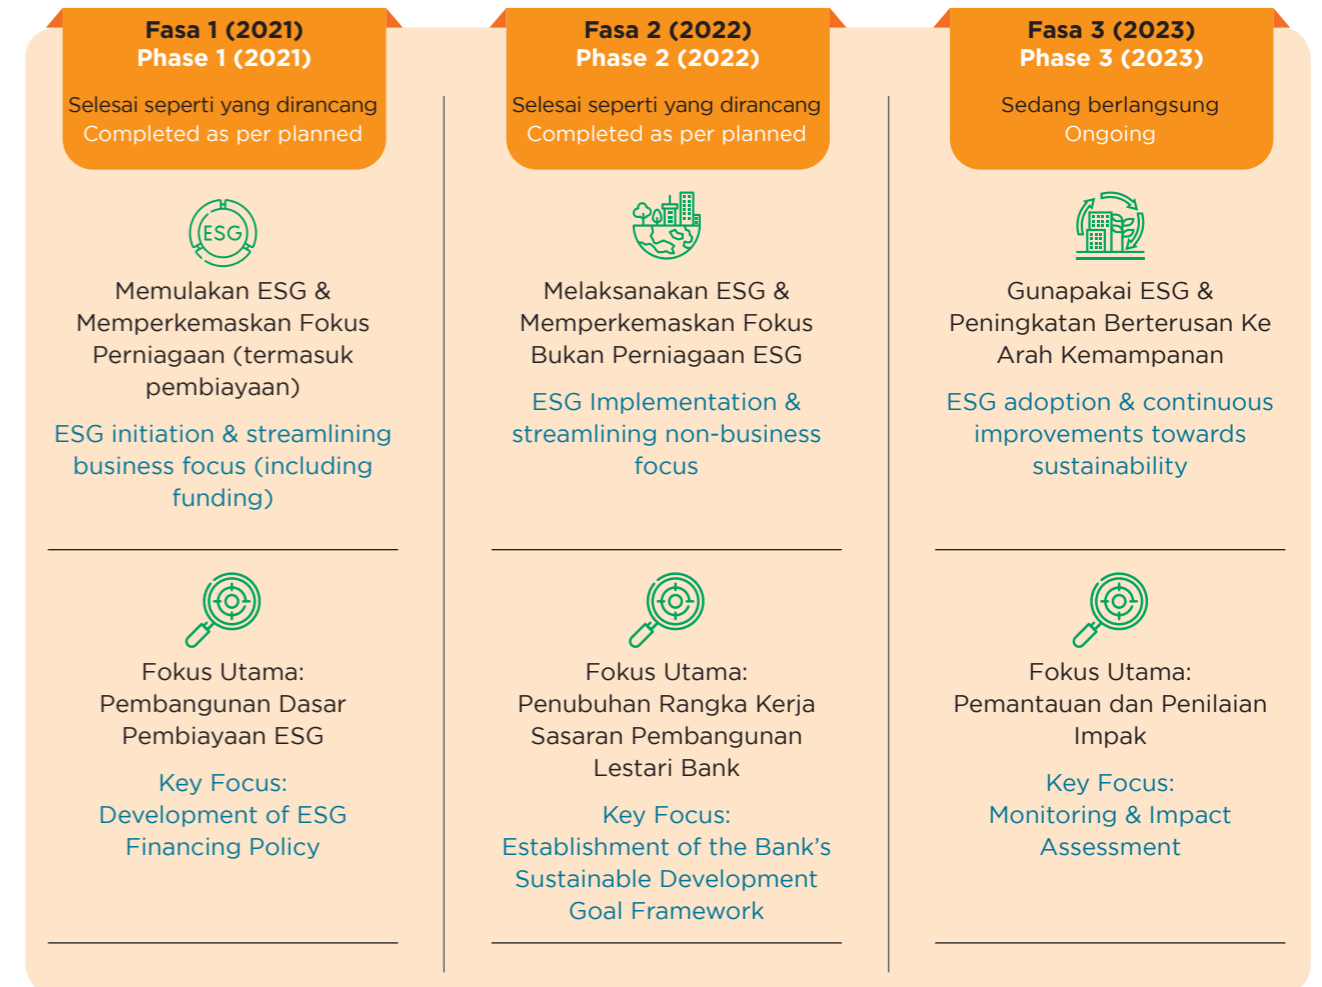 Fasa 1 (2021)
Phase 1 (2021)
Selesai seperti yang dirancang
Completed as per planned
ESG
Memulakan ESG &
Memperkemaskan Fokus
Perniagaan (termasuk
pembiayaan)
ESG initiation & streamlining
business focus (including
funding)
Fokus Utama:
Pembangunan Dasar
Pembiayaan ESG
Key Focus:
Development of ESG
Financing Policy
Fasa 2 (2022)
Phase 2 (2022)
Selesai seperti yang dirancang
Completed as per planned
Melaksanakan ESG &
Memperkemaskan Fokus
Bukan Perniagaan ESG
ESG Implementation &
streamlining non-business
focus
Fokus Utama:
Penubuhan Rangka Kerja
Sasaran Pembangunan
Lestari Bank
Key Focus:
Establishment of the Bank’s
Sustainable Development
Goal Framework
Fasa 3 (2023)
Phase 3 (2023)
Sedang berlangsung
Ongoing
Gunapakai ESG &
Peningkatan Berterusan Ke
Arah Kemampanan
ESG adoption & continuous
improvements towards
sustainability
Fokus Utama:
Pemantauan dan Penilaian
Impak
Key Focus:
Monitoring & Impact
Assessment